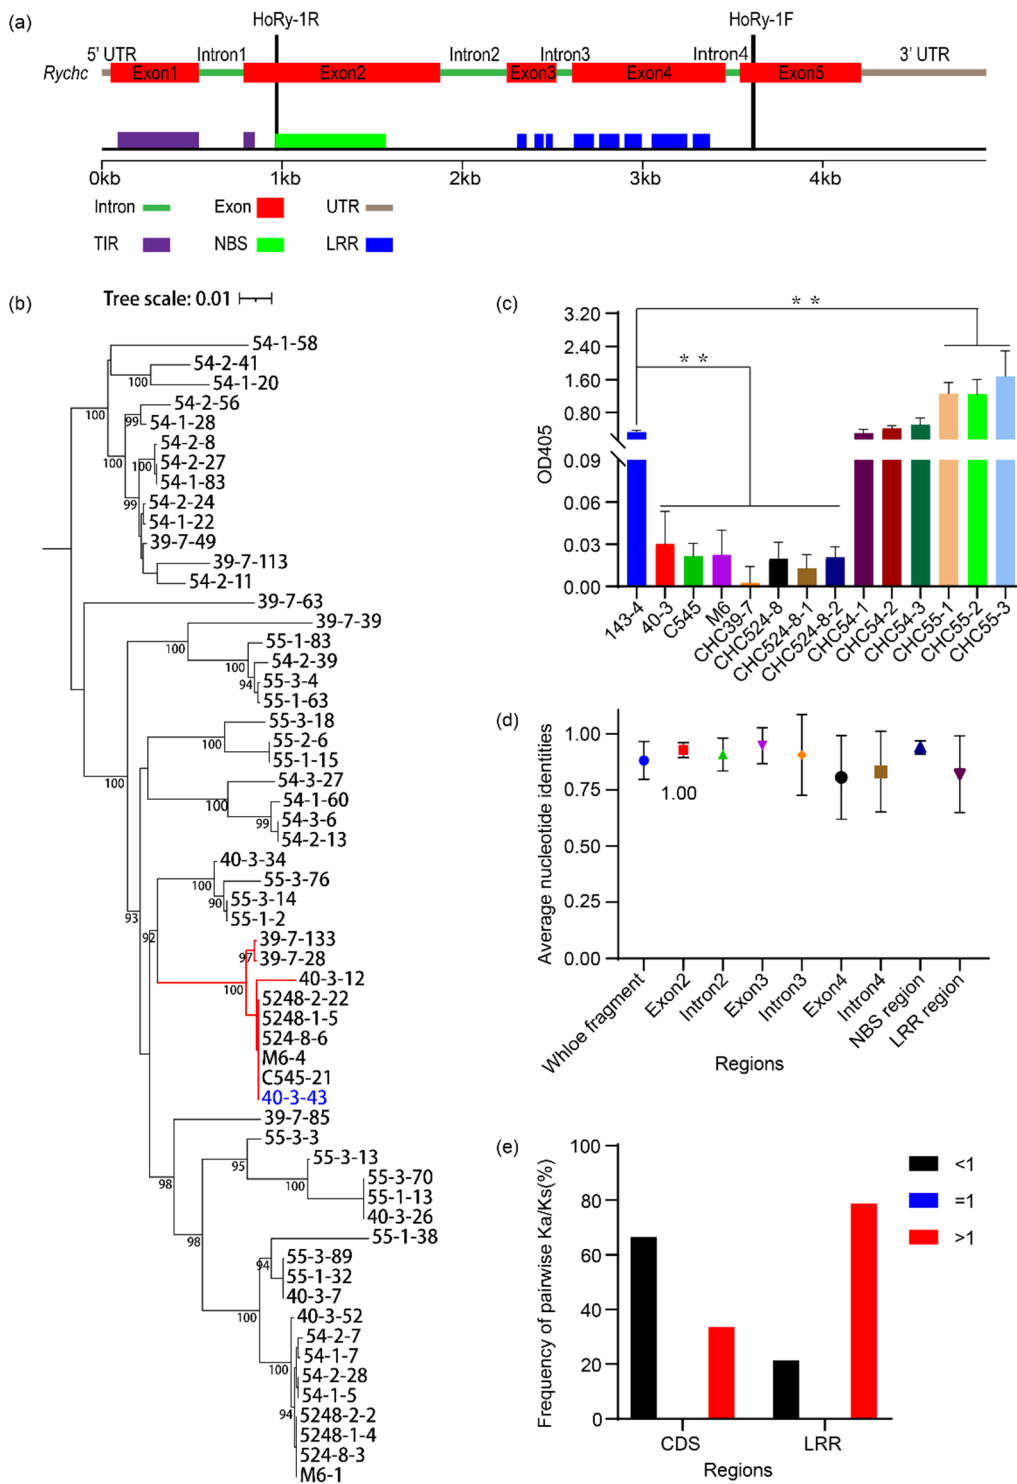 (a)
HoRy-1R
HoRy-1F
5' UTR
Intron1
Intron2
Intron3
Intron4
3' UTR
Rychc
Exon1
Exon2
Exon3
Exon4
Exon5
0kb
1kb
2kb
3kb
4kb
Intron
Exon
UTR
TIR
NBS
LRR
(b)
Tree scale: 0.01
54-1-58
54-2-41
100
54-1-20
54-2-56
100
99
54-1-28
54-2-8
100
100
54-2-27
54-1-83
99
54-2-24
54-1-22
39-7-49
39-7-113
54-2-11
39-7-63
39-7-39
55-1-83
100
54-2-39
94
55-3-4
55-1-63
55-3-18
100
55-2-6
55-1-15
100
54-3-27
100
54-1-60
99
54-3-6
54-2-13
40-3-34
100
55-3-76
90
55-3-14
93
55-1-2
92
39-7-133
97
39-7-28
100
40-3-12
5248-2-22
5248-1-5
524-8-6
M6-4
C545-21
40-3-43
39-7-85
55-3-3
95
55-3-13
98
100
55-3-70
55-1-13
40-3-26
98
55-1-38
94
55-3-89
55-1-32
40-3-7
100
40-3-52
54-2-7
100
54-1-7
54-2-28
54-1-5
94
5248-2-2
5248-1-4
524-8-3
M6-1
(c)
OD405
3.20
2.40
1.60
0.80
0.09
0.06
0.03
0.00
* *
* *
143-4
40-3
C545
M6
CHC39-7
CHC524-8
CHC524-8-1
CHC524-8-2
CHC54-1
CHC54-2
CHC54-3
CHC55-1
CHC55-2
CHC55-3
(d)
Average nucleotide identities
1.00
0.75
0.50
0.25
0.00
1.00
Whloe fragment
Exon2
Intron2
Exon3
Intron3
Exon4
Intron4
NBS region
LRR region
Regions
(e)
Frequency of pairwise Ka/Ks(%)
100
80
60
40
20
0
<1
=1
>1
CDS
LRR
Regions